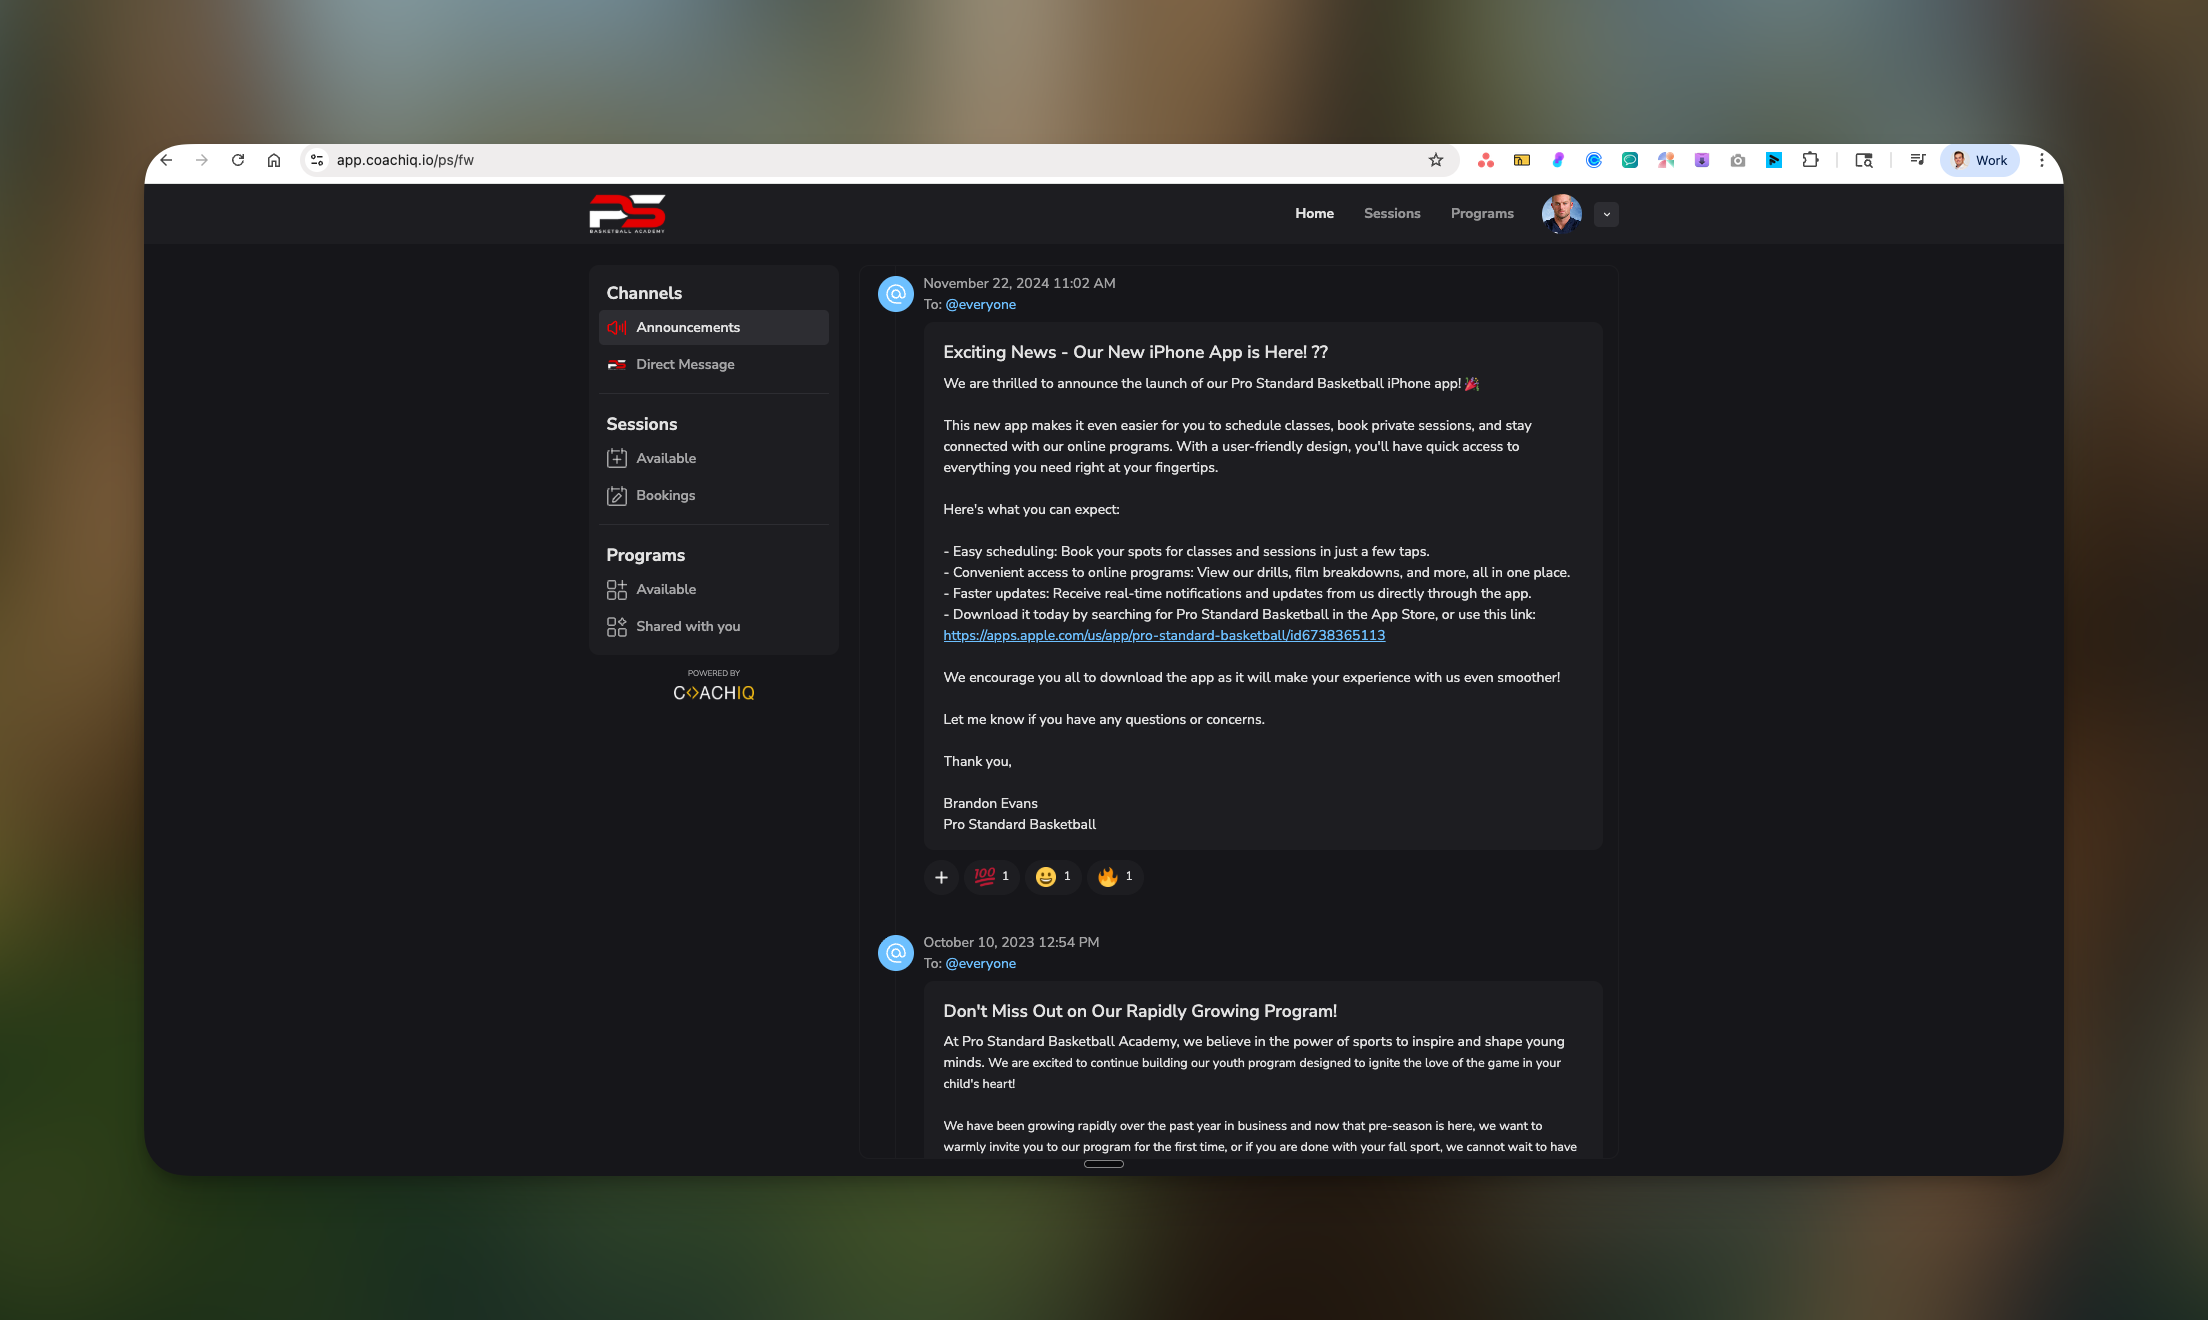 app.coachiq.io/ps/fw
Work
PS
BASKETBALL ACADEMY
Home
Sessions
Programs
Channels
Announcements
Direct Message
Sessions
Available
Bookings
Programs
Available
Shared with you
POWERED BY
COACHIQ
November 22, 2024 11:02 AM
To: @everyone
Exciting News - Our New iPhone App is Here! ??
We are thrilled to announce the launch of our Pro Standard Basketball iPhone app! 🎉
This new app makes it even easier for you to schedule classes, book private sessions, and stay
connected with our online programs. With a user-friendly design, you'll have quick access to
everything you need right at your fingertips.
Here's what you can expect:
- Easy scheduling: Book your spots for classes and sessions in just a few taps.
- Convenient access to online programs: View our drills, film breakdowns, and more, all in one place.
- Faster updates: Receive real-time notifications and updates from us directly through the app.
- Download it today by searching for Pro Standard Basketball in the App Store, or use this link:
https://apps.apple.com/us/app/pro-standard-basketball/id6738365113
We encourage you all to download the app as it will make your experience with us even smoother!
Let me know if you have any questions or concerns.
Thank you,
Brandon Evans
Pro Standard Basketball
💯 1 😀 1 🔥 1
October 10, 2023 12:54 PM
To: @everyone
Don't Miss Out on Our Rapidly Growing Program!
At Pro Standard Basketball Academy, we believe in the power of sports to inspire and shape young
minds. We are excited to continue building our youth program designed to ignite the love of the game in your
child's heart!
We have been growing rapidly over the past year in business and now that pre-season is here, we want to
warmly invite you to our program for the first time, or if you are done with your fall sport, we cannot wait to have